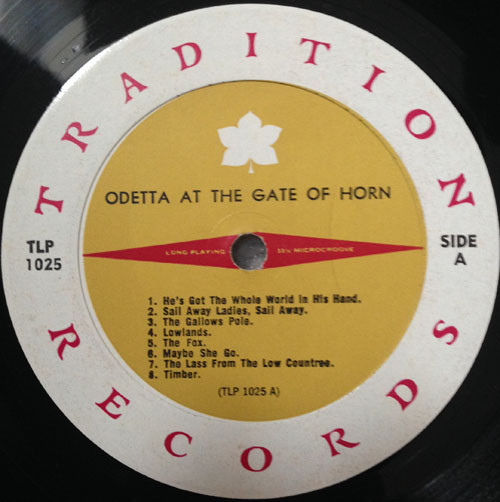 TRADITION
ODETTA AT THE GATE OF HORN
TLP
1025
LONG PLAYING 33⅓ MICROGROOVE
SIDE
A
1. He's Got The Whole World In His Hand.
2. Sail Away Ladies, Sail Away.
3. The Gallows Pole.
4. Lowlands.
5. The Fox.
6. Maybe She Go.
7. The Lass From The Low Countree.
8. Timber.
(TLP 1025 A)
RECORDS